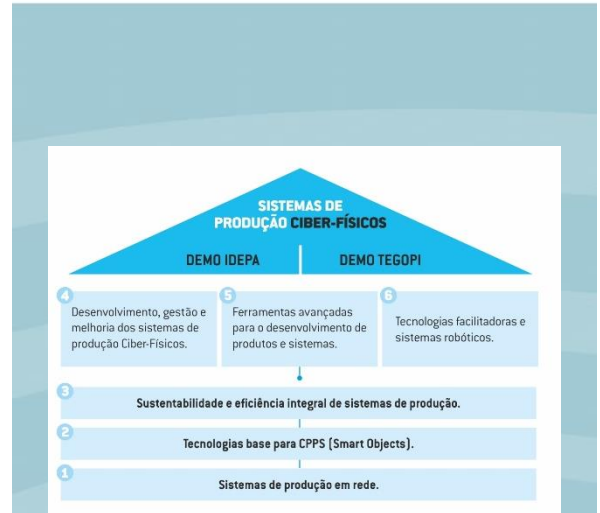 SISTEMAS DE
PRODUÇÃO CIBER-FÍSICOS
DEMO IDEPA
DEMO TEGOPI
4
Desenvolvimento, gestão e
melhoria dos sistemas de
produção Ciber-Físicos.
5
Ferramentas avançadas
para o desenvolvimento de
produtos e sistemas.
6
Tecnologias facilitadoras e
sistemas robóticos.
3
Sustentabilidade e eficiência integral de sistemas de produção.
2
Tecnologias base para CPPS (Smart Objects).
1
Sistemas de produção em rede.